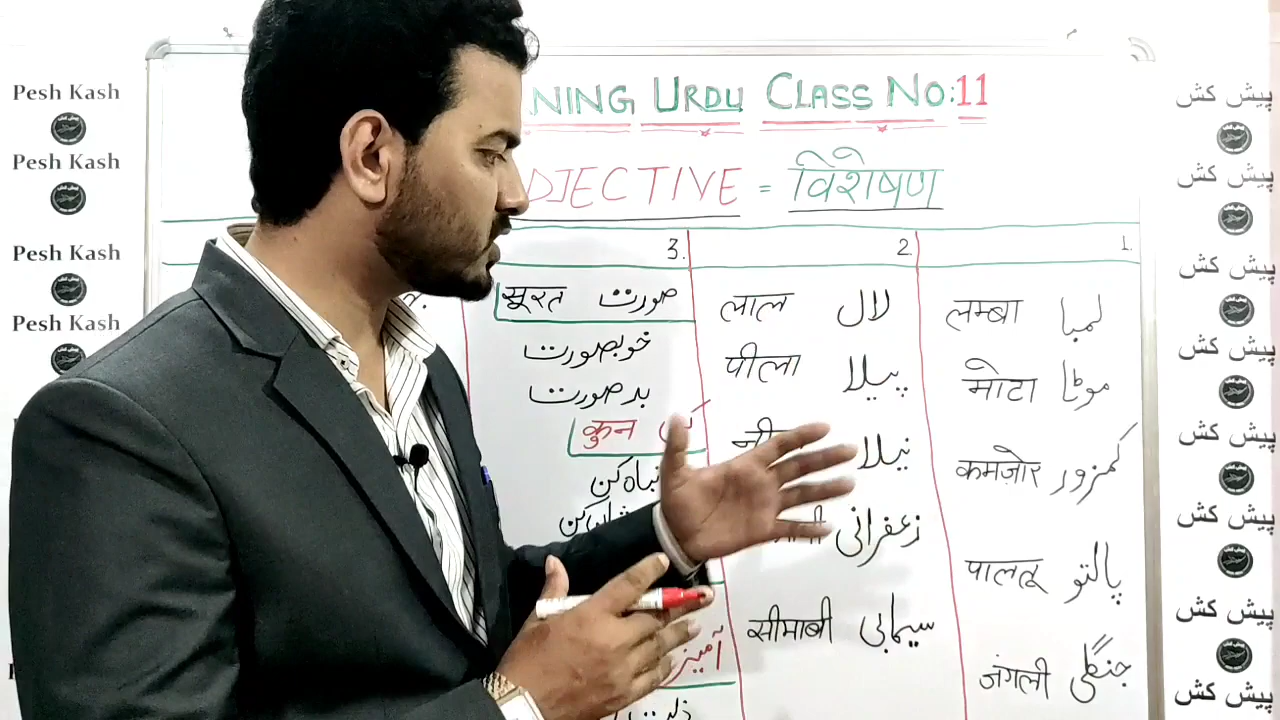 NING URDU CLASS NO:11
DJECTIVE = विशेषण
1.
لمبا लम्बा
موٹا मोटा
کمزور कमज़ोर
پالتو पालतू
جنگلی जंगली
2.
لال लाल
پیلا पीला
نیلا
زعفرانی
سیمابی सीमाबी
3.
صورت सूरत
خوبصورت
بدصورت
कुन
تباہ کن
Pesh Kash
Pesh Kash
Pesh Kash
Pesh Kash
پیش کش
پیش کش
پیش کش
پیش کش
پیش کش
پیش کش
پیش کش
پیش کش